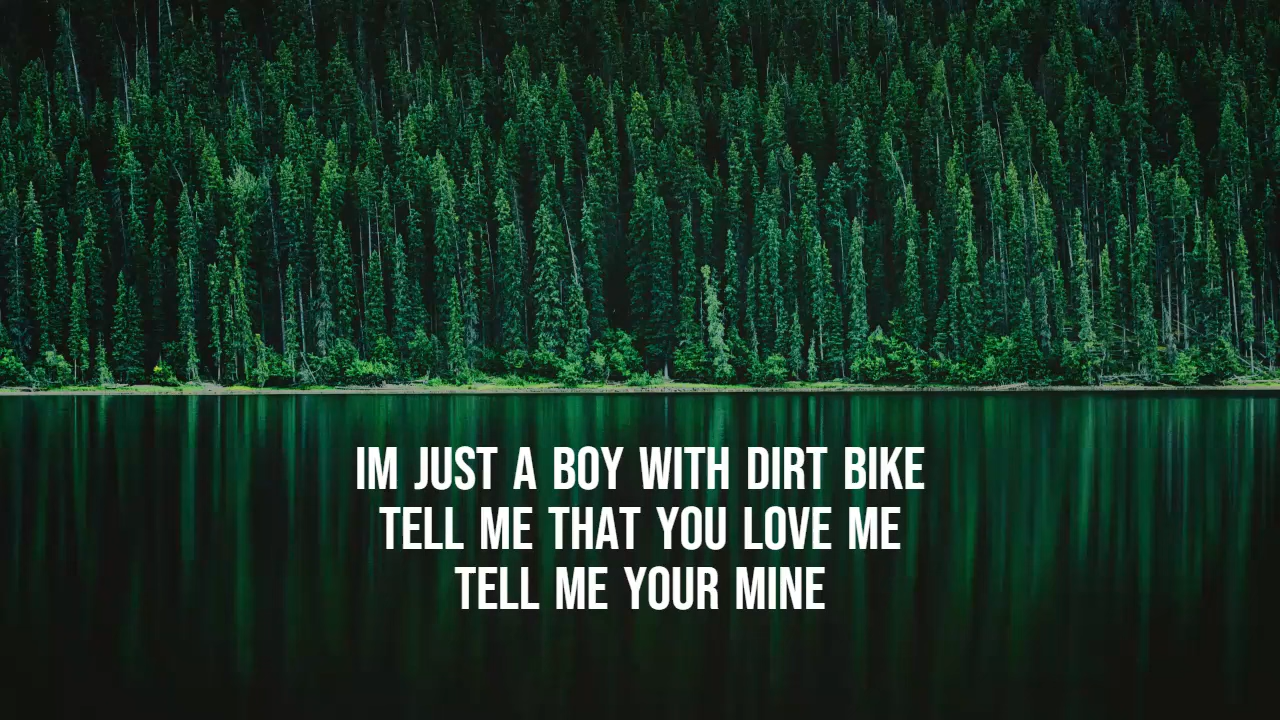 IM JUST A BOY WITH DIRT BIKE
TELL ME THAT YOU LOVE ME
TELL ME YOUR MINE